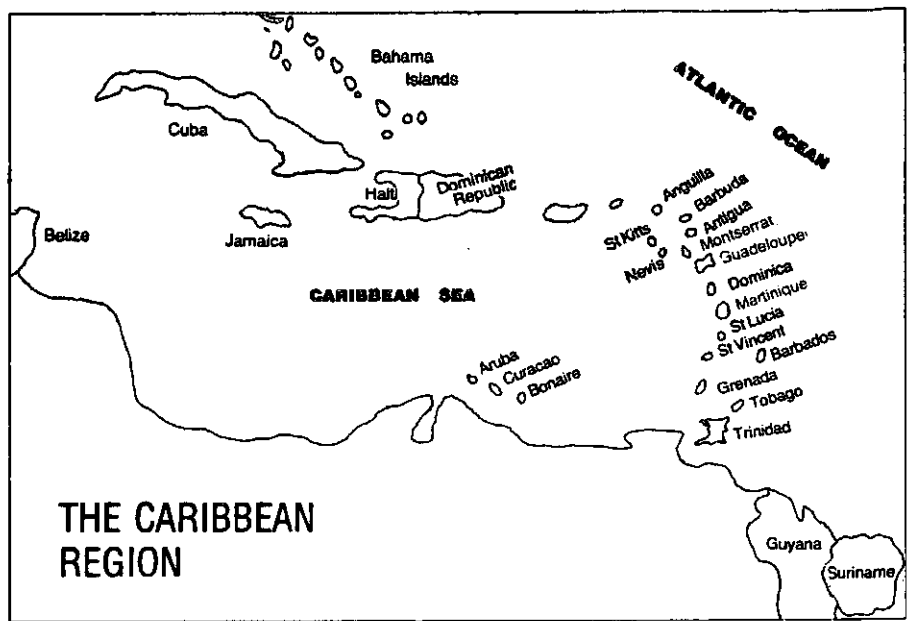 Bahama
Islands
ATLANTIC OCEAN
Cuba
Haiti
Dominican
Republic
Anguilla
Barbuda
Antigua
St Kitts
Montserrat
Belize
Jamaica
Nevis
Guadeloupe
Dominica
CARIBBEAN SEA
Martinique
St Lucia
St Vincent
Barbados
Aruba
Curacao
Bonaire
Grenada
Tobago
Trinidad
THE CARIBBEAN
REGION
Guyana
Suriname